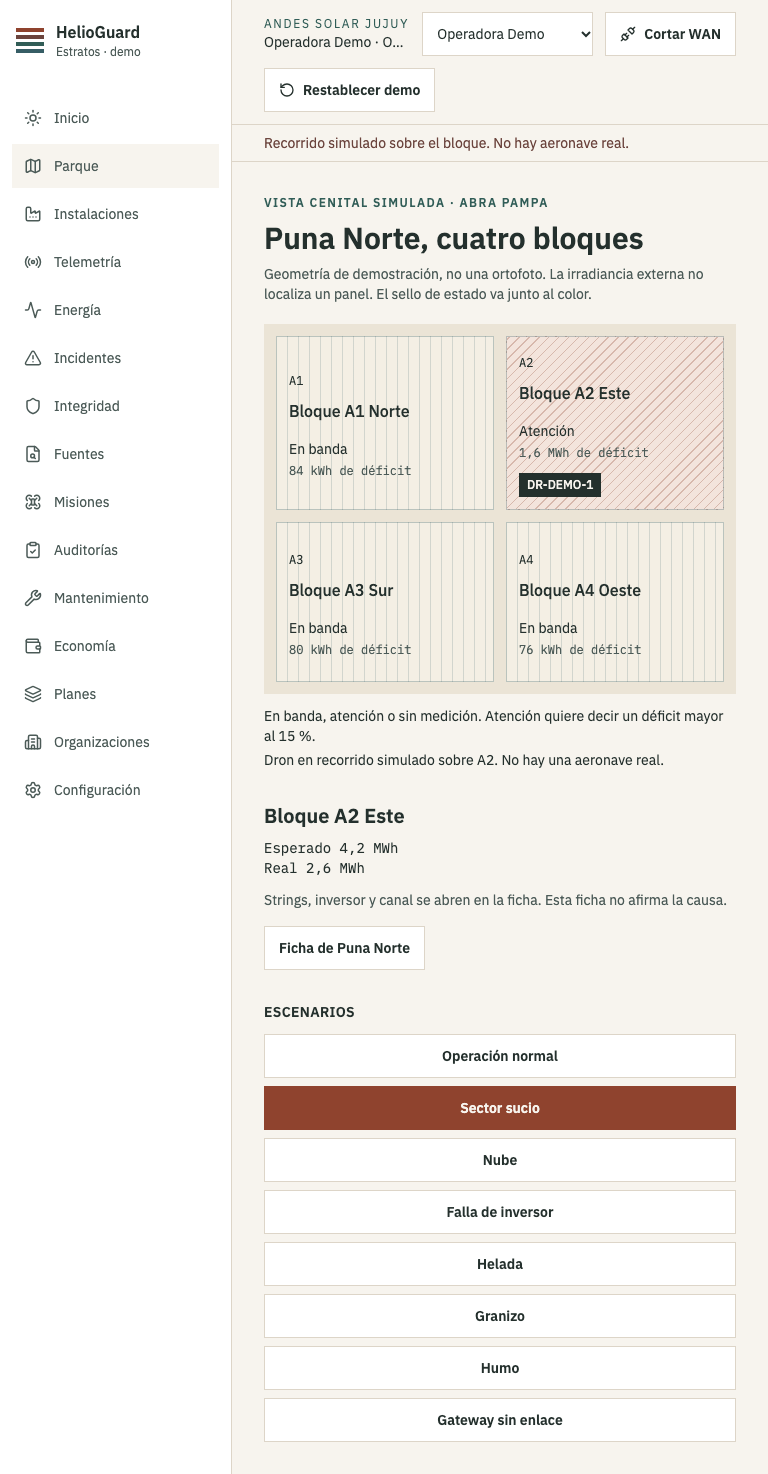 HelioGuard
Estratos · demo
Inicio
Parque
Instalaciones
Telemetría
Energía
Incidentes
Integridad
Fuentes
Misiones
Auditorías
Mantenimiento
Economía
Planes
Organizaciones
Configuración
ANDES SOLAR JUJUY
Operadora Demo · O...
Operadora Demo
Cortar WAN
Restablecer demo
Recorrido simulado sobre el bloque. No hay aeronave real.
VISTA CENITAL SIMULADA · ABRA PAMPA
Puna Norte, cuatro bloques
Geometría de demostración, no una ortofoto. La irradiancia externa no
localiza un panel. El sello de estado va junto al color.
A1
Bloque A1 Norte
En banda
84 kWh de déficit
A2
Bloque A2 Este
Atención
1,6 MWh de déficit
DR-DEMO-1
A3
Bloque A3 Sur
En banda
80 kWh de déficit
A4
Bloque A4 Oeste
En banda
76 kWh de déficit
En banda, atención o sin medición. Atención quiere decir un déficit mayor
al 15 %.
Dron en recorrido simulado sobre A2. No hay una aeronave real.
Bloque A2 Este
Esperado 4,2 MWh
Real 2,6 MWh
Strings, inversor y canal se abren en la ficha. Esta ficha no afirma la causa.
Ficha de Puna Norte
ESCENARIOS
Operación normal
Sector sucio
Nube
Falla de inversor
Helada
Granizo
Humo
Gateway sin enlace